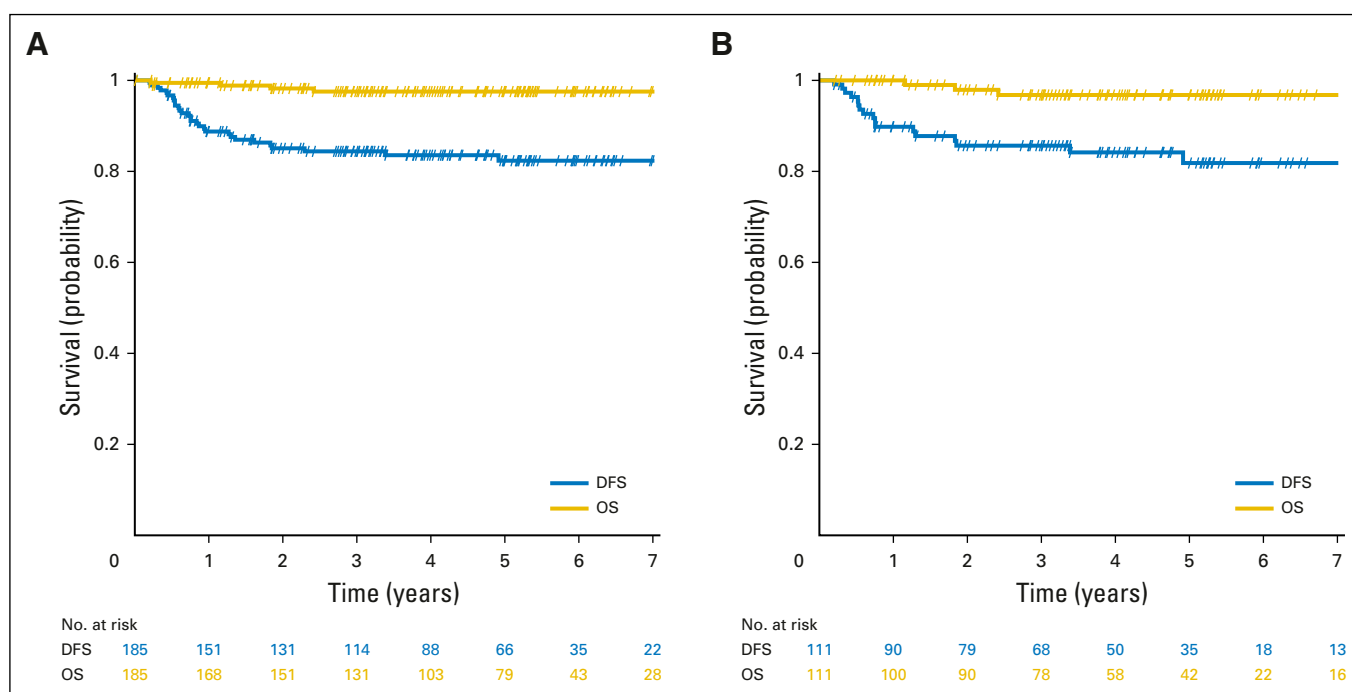 A
1
0.8
0.6
0.4
0.2
Survival (probability)
DFS
OS
0 1 2 3 4 5 6 7
Time (years)
No. at risk
DFS 185 151 131 114 88 66 35 22
OS 185 168 151 131 103 79 43 28
B
1
0.8
0.6
0.4
0.2
Survival (probability)
DFS
OS
0 1 2 3 4 5 6 7
Time (years)
No. at risk
DFS 111 90 79 68 50 35 18 13
OS 111 100 90 78 58 42 22 16